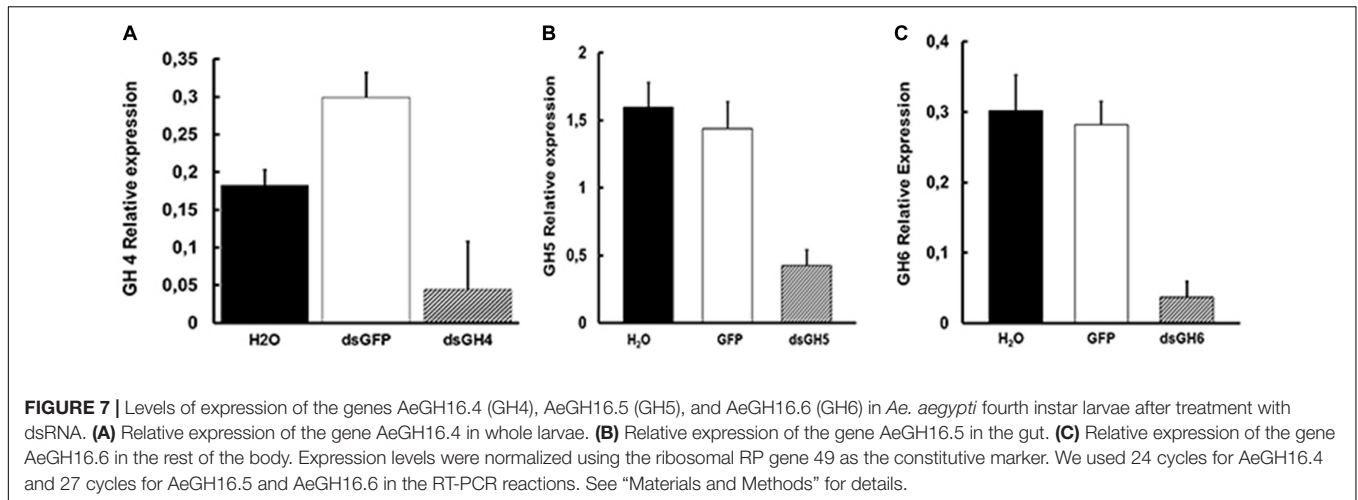 A
GH 4 Relative expression
0,35
0,3
0,25
0,2
0,15
0,1
0,05
0
H2O dsGFP dsGH4
B
GH5 Relative expression
2
1,5
1
0,5
0
H₂O GFP dsGH5
C
GH6 Relative Expression
0,4
0,3
0,2
0,1
0
H₂O GFP dsGH6
FIGURE 7 | Levels of expression of the genes AeGH16.4 (GH4), AeGH16.5 (GH5), and AeGH16.6 (GH6) in Ae. aegypti fourth instar larvae after treatment with
dsRNA. (A) Relative expression of the gene AeGH16.4 in whole larvae. (B) Relative expression of the gene AeGH16.5 in the gut. (C) Relative expression of the gene
AeGH16.6 in the rest of the body. Expression levels were normalized using the ribosomal RP gene 49 as the constitutive marker. We used 24 cycles for AeGH16.4
and 27 cycles for AeGH16.5 and AeGH16.6 in the RT-PCR reactions. See “Materials and Methods” for details.